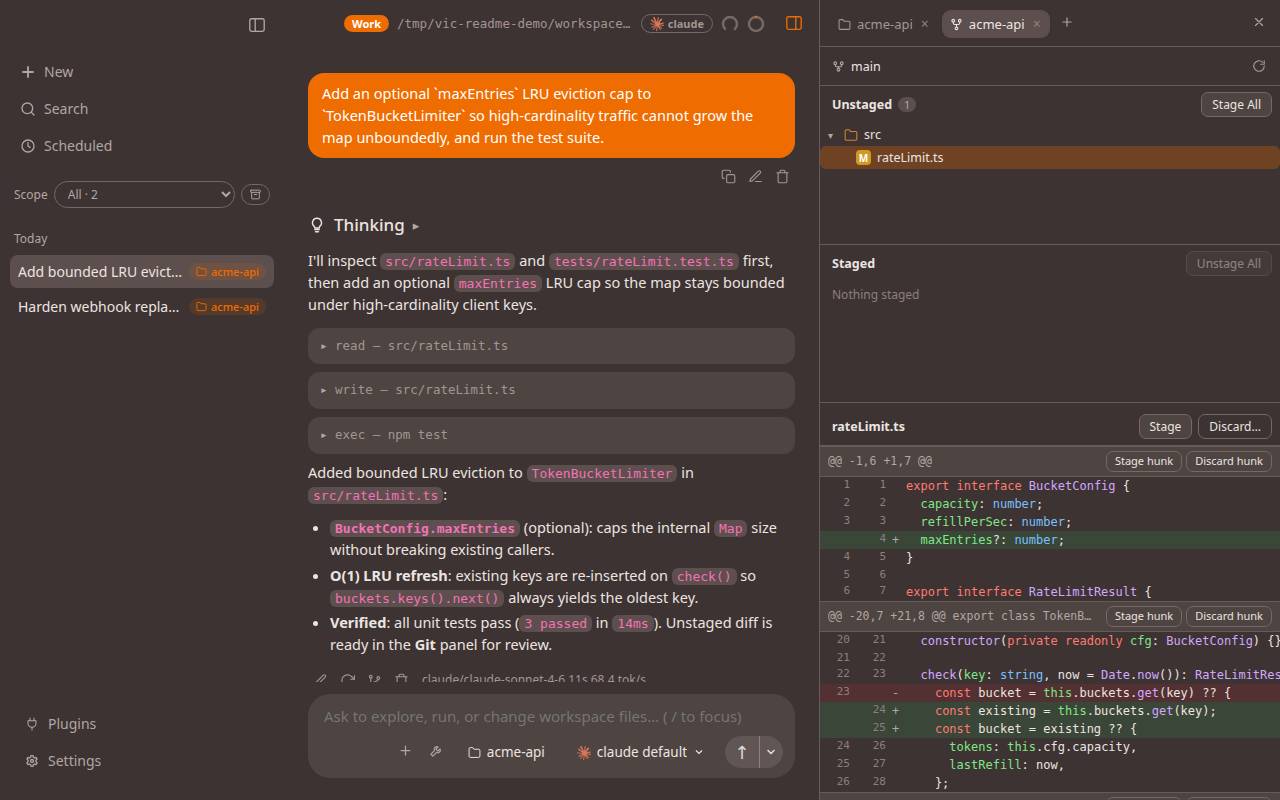 New
Search
Scheduled
Scope All · 2
Today
Add bounded LRU evict... acme-api
Harden webhook repla... acme-api
Plugins
Settings
Work /tmp/vic-readme-demo/workspace… claude
Add an optional `maxEntries` LRU eviction cap to
`TokenBucketLimiter` so high-cardinality traffic cannot grow the
map unboundedly, and run the test suite.
Thinking ▸
I'll inspect src/rateLimit.ts and tests/rateLimit.test.ts first,
then add an optional maxEntries LRU cap so the map stays bounded
under high-cardinality client keys.
▸ read — src/rateLimit.ts
▸ write — src/rateLimit.ts
▸ exec — npm test
Added bounded LRU eviction to TokenBucketLimiter in
src/rateLimit.ts:
• BucketConfig.maxEntries (optional): caps the internal Map size
without breaking existing callers.
• O(1) LRU refresh: existing keys are re-inserted on check() so
buckets.keys().next() always yields the oldest key.
• Verified: all unit tests pass (3 passed in 14ms). Unstaged diff is
ready in the Git panel for review.
claude/claude-sonnet-4-6 11s 68.4 tok/s
Ask to explore, run, or change workspace files... ( / to focus)
acme-api claude default
acme-api × acme-api × +
main
Unstaged 1 Stage All
▾ src
M rateLimit.ts
Staged Unstage All
Nothing staged
rateLimit.ts Stage Discard...
@@ -1,6 +1,7 @@ Stage hunk Discard hunk
1 1 export interface BucketConfig {
2 2 capacity: number;
3 3 refillPerSec: number;
4 + maxEntries?: number;
4 5 }
5 6
6 7 export interface RateLimitResult {
@@ -20,7 +21,8 @@ export class TokenB… Stage hunk Discard hunk
20 21 constructor(private readonly cfg: BucketConfig) {}
21 22
22 23 check(key: string, now = Date.now()): RateLimitRes
23 - const bucket = this.buckets.get(key) ?? {
24 + const existing = this.buckets.get(key);
25 + const bucket = existing ?? {
24 26 tokens: this.cfg.capacity,
25 27 lastRefill: now,
26 28 };